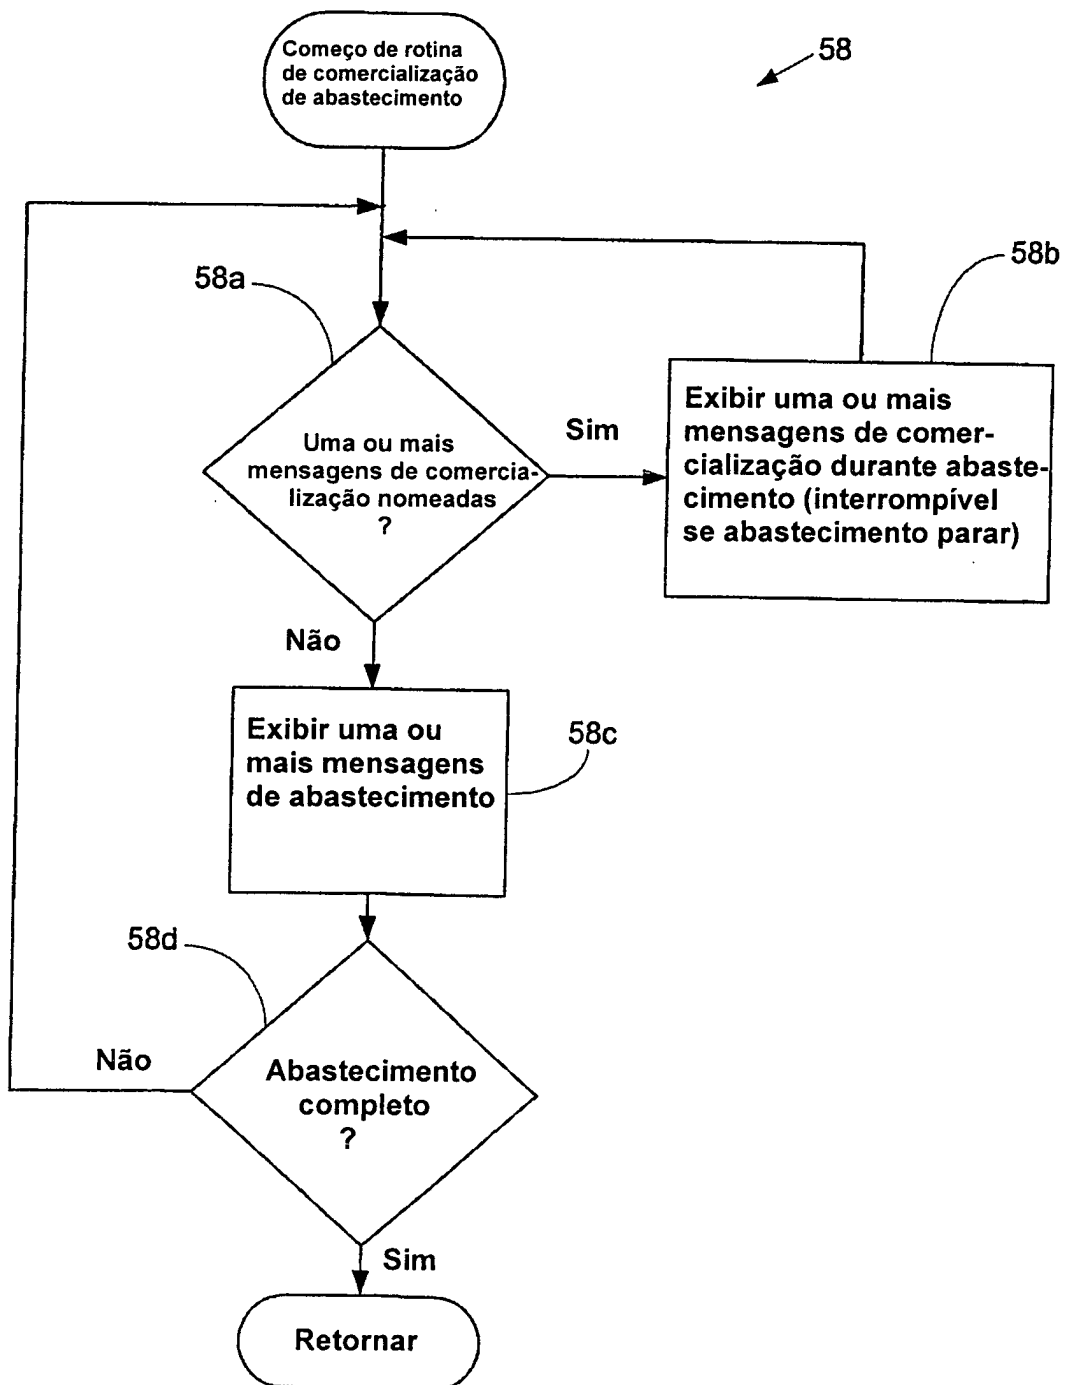 Começo de rotina
de comercialização
de abastecimento
58
58a
58b
Uma ou mais
mensagens de comercia-
lização nomeadas
?
Sim
Exibir uma ou mais
mensagens de comer-
cialização durante abaste-
cimento (interrompível
se abastecimento parar)
Não
Exibir uma ou
mais mensagens
de abastecimento
58c
58d
Não
Abastecimento
completo
?
Sim
Retornar